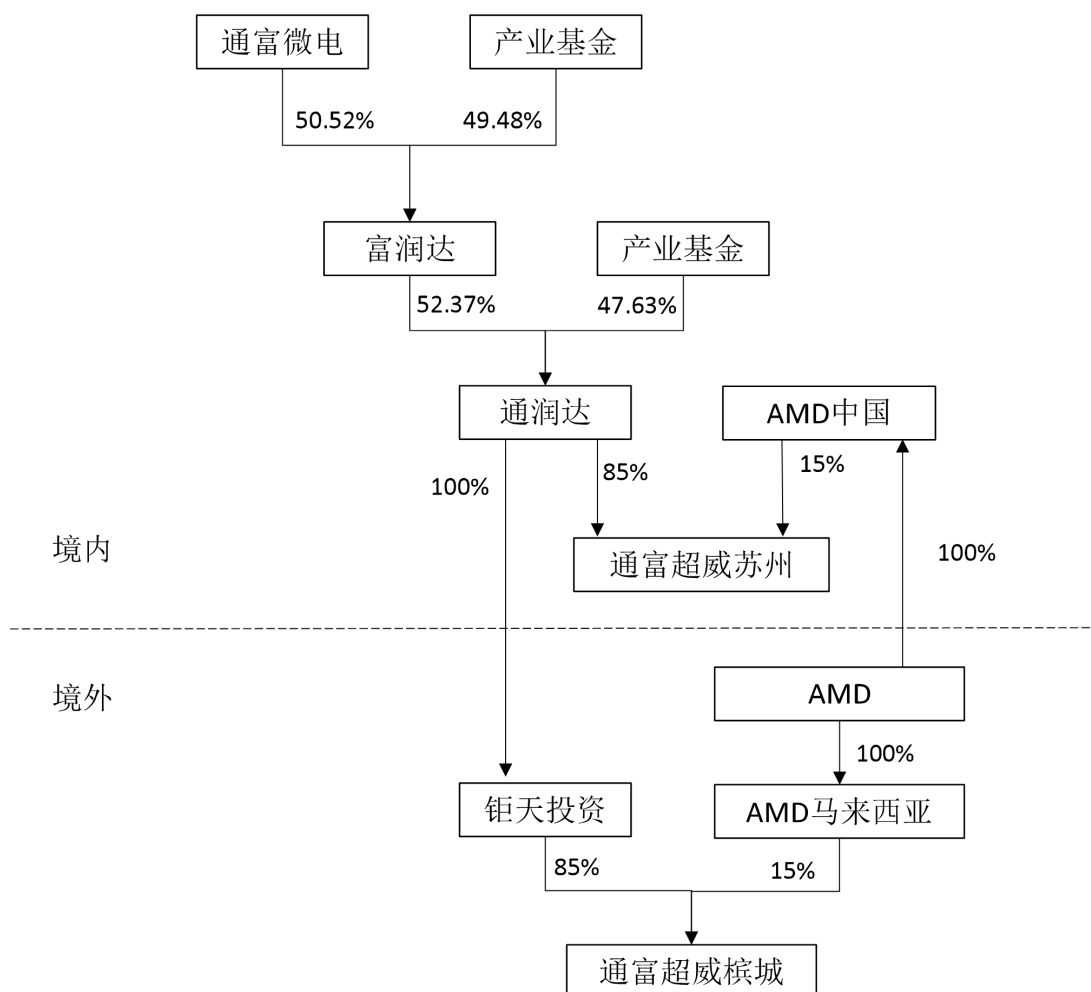 通富微电
产业基金
50.52%
49.48%
富润达
产业基金
52.37%
47.63%
通润达
AMD中国
100%
85%
15%
境内
通富超威苏州
100%
境外
AMD
100%
钜天投资
AMD马来西亚
85%
15%
通富超威槟城